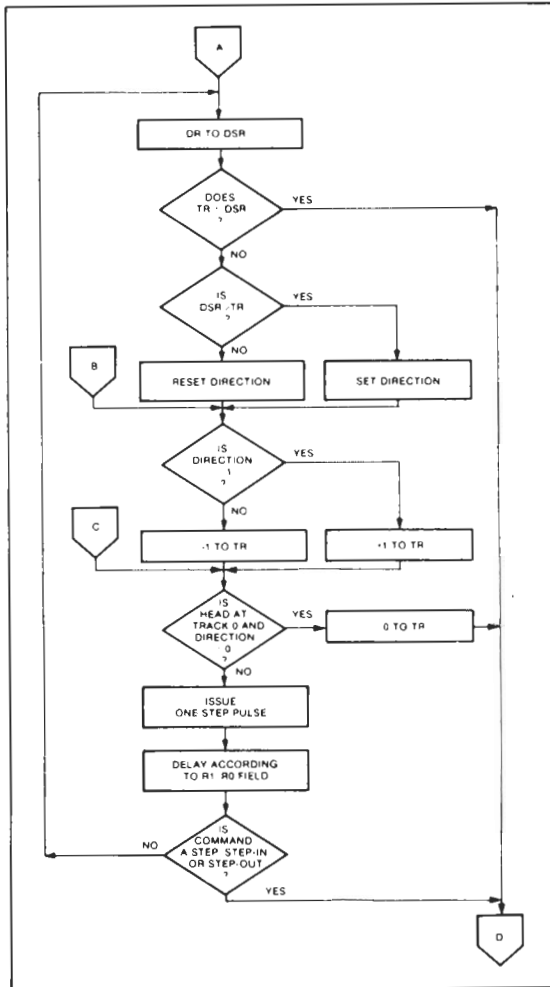 A
DR TO DSR
DOES
TR DSR
?
YES
NO
IS
DSR TR
?
YES
NO
B
RESET DIRECTION
SET DIRECTION
IS
DIRECTION
1
?
YES
NO
C
-1 TO TR
+1 TO TR
IS
HEAD AT
TRACK 0 AND
DIRECTION
0
?
YES
0 TO TR
NO
ISSUE
ONE STEP PULSE
DELAY ACCORDING
TO R1 R0 FIELD
IS
COMMAND
A STEP STEP-IN
OR STEP-OUT
?
NO
YES
D